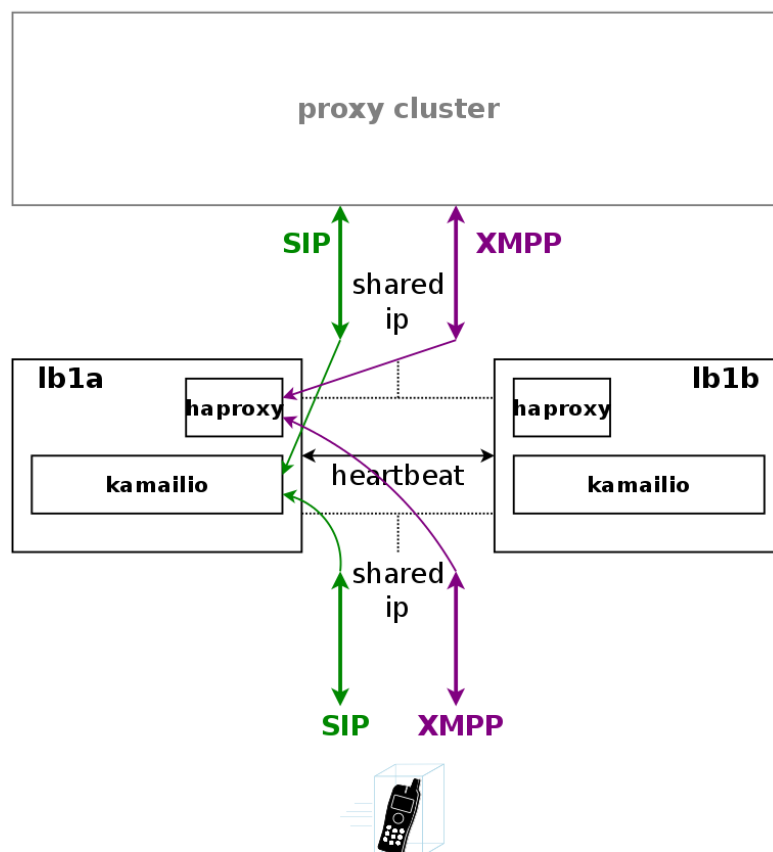 proxy cluster
SIP
XMPP
shared
ip
lb1a
lb1b
haproxy
haproxy
heartbeat
kamailio
kamailio
shared
ip
SIP
XMPP